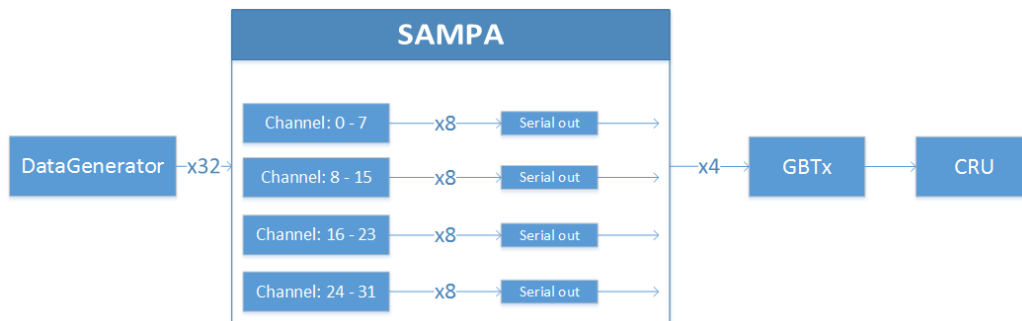 SAMPA
Channel: 0 - 7 x8 Serial out
DataGenerator x32 x4 GBTx CRU
Channel: 8 - 15 x8 Serial out
Channel: 16 - 23 x8 Serial out
Channel: 24 - 31 x8 Serial out